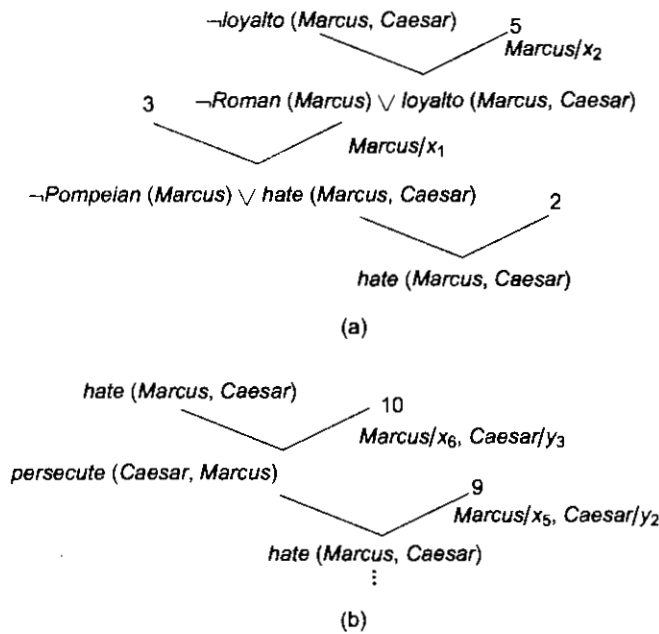 ¬loyalto (Marcus, Caesar) 5
Marcus/x₂
3 ¬Roman (Marcus) ∨ loyalto (Marcus, Caesar)
Marcus/x₁
¬Pompeian (Marcus) ∨ hate (Marcus, Caesar) 2
hate (Marcus, Caesar)
(a)
hate (Marcus, Caesar) 10
Marcus/x₆, Caesar/y₃
persecute (Caesar, Marcus) 9
Marcus/x₅, Caesar/y₂
hate (Marcus, Caesar)
⋮
(b)